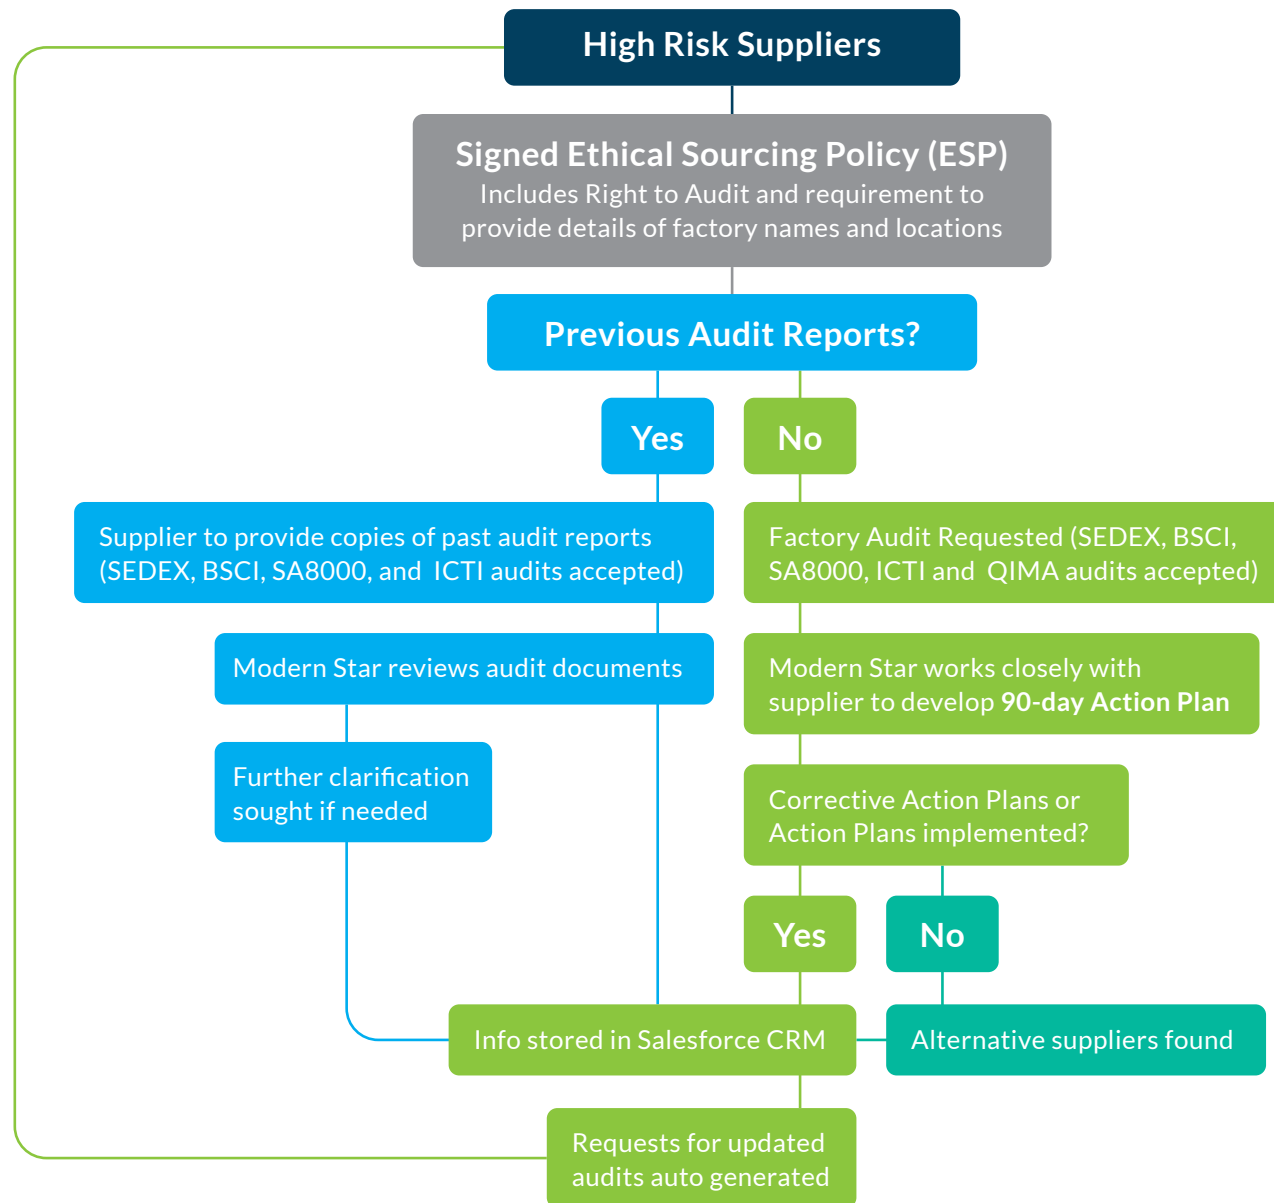 High Risk Suppliers
Signed Ethical Sourcing Policy (ESP)
Includes Right to Audit and requirement to
provide details of factory names and locations
Previous Audit Reports?
Yes
No
Supplier to provide copies of past audit reports
(SEDEX, BSCI, SA8000, and ICTI audits accepted)
Factory Audit Requested (SEDEX, BSCI,
SA8000, ICTI and QIMA audits accepted)
Modern Star reviews audit documents
Modern Star works closely with
supplier to develop 90-day Action Plan
Further clarification
sought if needed
Corrective Action Plans or
Action Plans implemented?
Yes
No
Info stored in Salesforce CRM
Alternative suppliers found
Requests for updated
audits auto generated